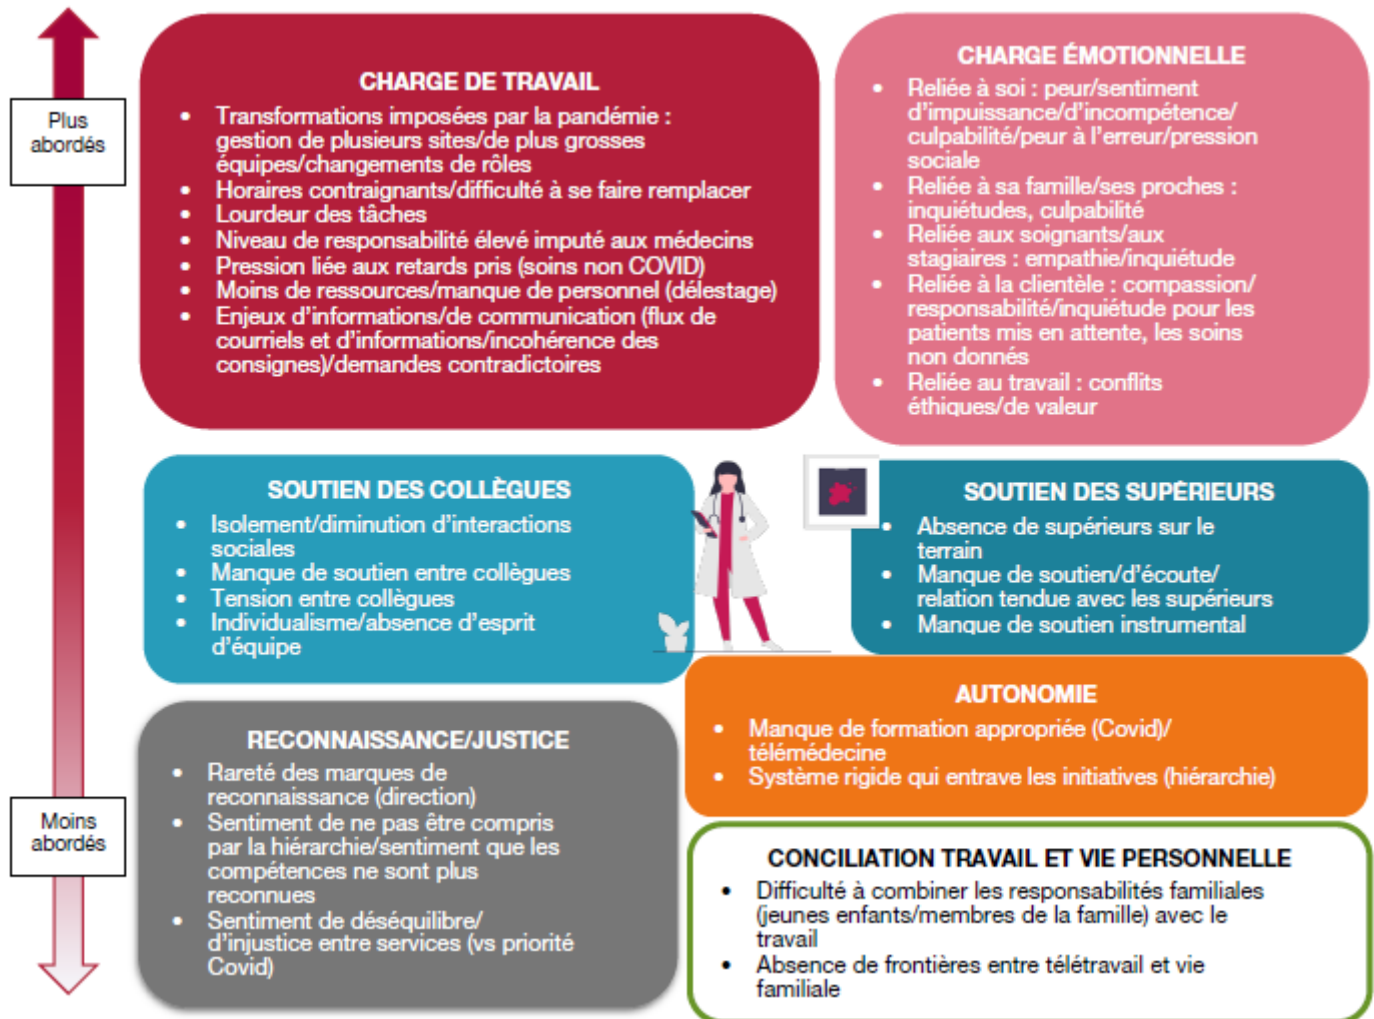 Plus
abordés
CHARGE DE TRAVAIL
• Transformations imposées par la pandémie :
gestion de plusieurs sites/de plus grosses
équipes/changements de rôles
• Horaires contraignants/difficulté à se faire remplacer
• Lourdeur des tâches
• Niveau de responsabilité élevé imputé aux médecins
• Pression liée aux retards pris (soins non COVID)
• Moins de ressources/manque de personnel (délestage)
• Enjeux d'informations/de communication (flux de
courriels et d'informations/incohérence des
consignes)/demandes contradictoires
CHARGE ÉMOTIONNELLE
• Reliée à soi : peur/sentiment
d'impuissance/d'incompétence/
culpabilité/peur à l'erreur/pression
sociale
• Reliée à sa famille/ses proches :
inquiétudes, culpabilité
• Reliée aux soignants/aux
stagiaires : empathie/inquiétude
• Reliée à la clientèle : compassion/
responsabilité/inquiétude pour les
patients mis en attente, les soins
non donnés
• Reliée au travail : conflits
éthiques/de valeur
SOUTIEN DES COLLÈGUES
• Isolement/diminution d'interactions
sociales
• Manque de soutien entre collègues
• Tension entre collègues
• Individualisme/absence d'esprit
d'équipe
SOUTIEN DES SUPÉRIEURS
• Absence de supérieurs sur le
terrain
• Manque de soutien/d'écoute/
relation tendue avec les supérieurs
• Manque de soutien instrumental
AUTONOMIE
• Manque de formation appropriée (Covid)/
télémédecine
• Système rigide qui entrave les initiatives (hiérarchie)
Moins
abordés
RECONNAISSANCE/JUSTICE
• Rareté des marques de
reconnaissance (direction)
• Sentiment de ne pas être compris
par la hiérarchie/sentiment que les
compétences ne sont plus
reconnues
• Sentiment de déséquilibre/
d'injustice entre services (vs priorité
Covid)
CONCILIATION TRAVAIL ET VIE PERSONNELLE
• Difficulté à combiner les responsabilités familiales
(jeunes enfants/membres de la famille) avec le
travail
• Absence de frontières entre télétravail et vie
familiale